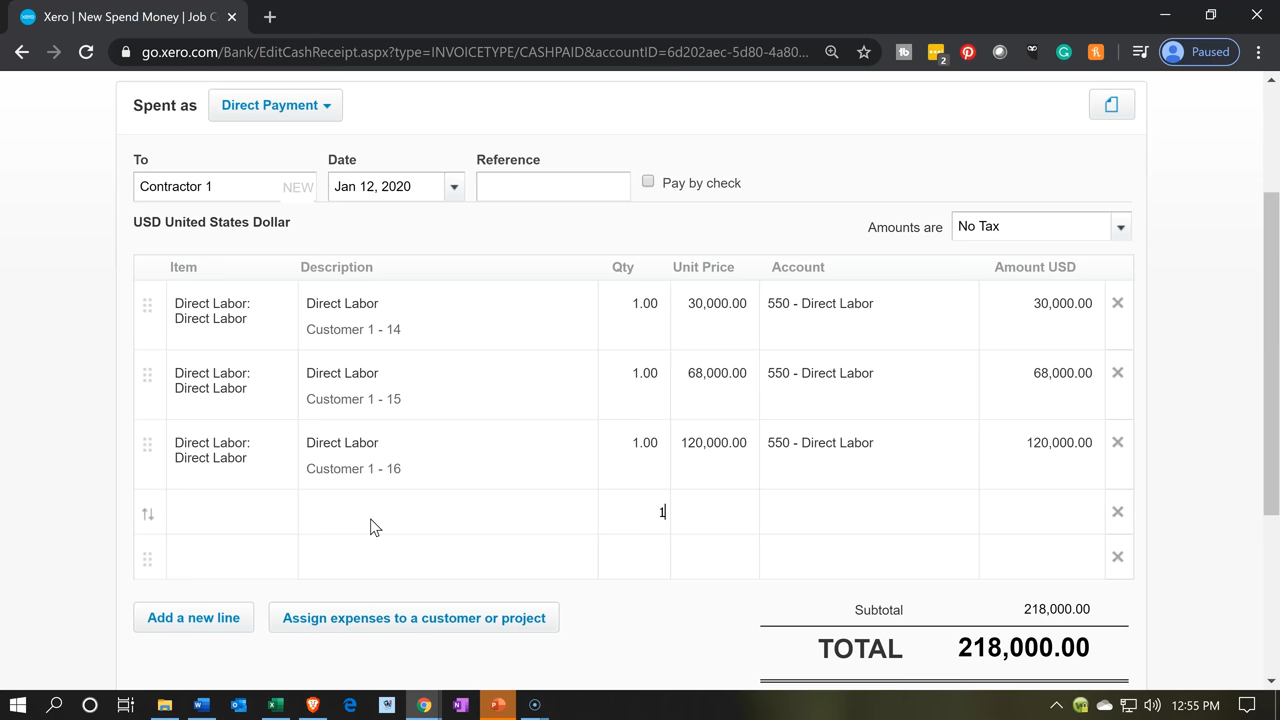 Xero | New Spend Money | Job C
go.xero.com/Bank/EditCashReceipt.aspx?type=INVOICETYPE/CASHPAID&accountID=6d202aec-5d80-4a80...
2
Paused
Spent as
Direct Payment
To
Date
Reference
Contractor 1
NEW
Jan 12, 2020
Pay by check
USD United States Dollar
Amounts are
No Tax
Item Description Qty Unit Price Account Amount USD
Direct Labor: Direct Labor 1.00 30,000.00 550 - Direct Labor 30,000.00
Direct Labor
Customer 1 - 14
Direct Labor: Direct Labor 1.00 68,000.00 550 - Direct Labor 68,000.00
Direct Labor
Customer 1 - 15
Direct Labor: Direct Labor 1.00 120,000.00 550 - Direct Labor 120,000.00
Direct Labor
Customer 1 - 16
1
Add a new line
Assign expenses to a customer or project
Subtotal 218,000.00
TOTAL 218,000.00
12:55 PM